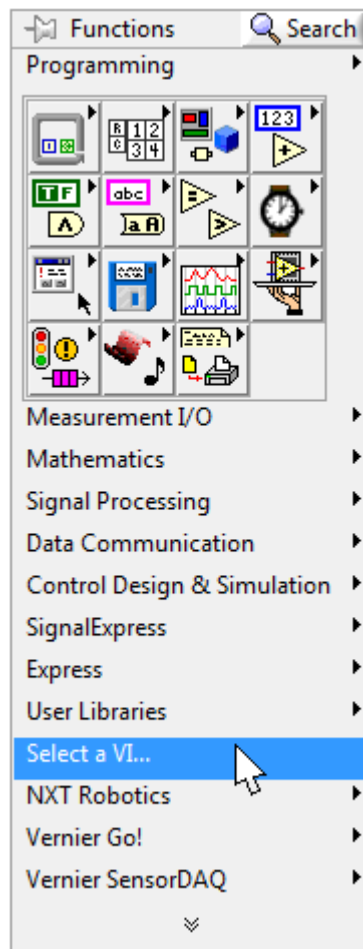 Functions Search
Programming
R 1 2 123
C 3 4
T F abc
a A
Measurement I/O
Mathematics
Signal Processing
Data Communication
Control Design & Simulation
SignalExpress
Express
User Libraries
Select a VI...
NXT Robotics
Vernier Go!
Vernier SensorDAQ